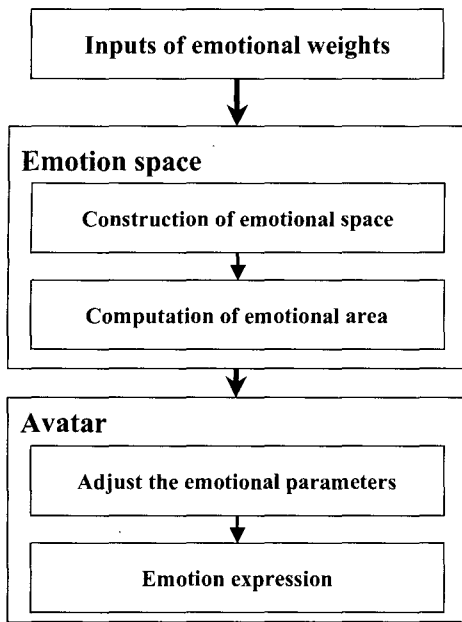 Inputs of emotional weights
Emotion space
Construction of emotional space
Computation of emotional area
Avatar
Adjust the emotional parameters
Emotion expression